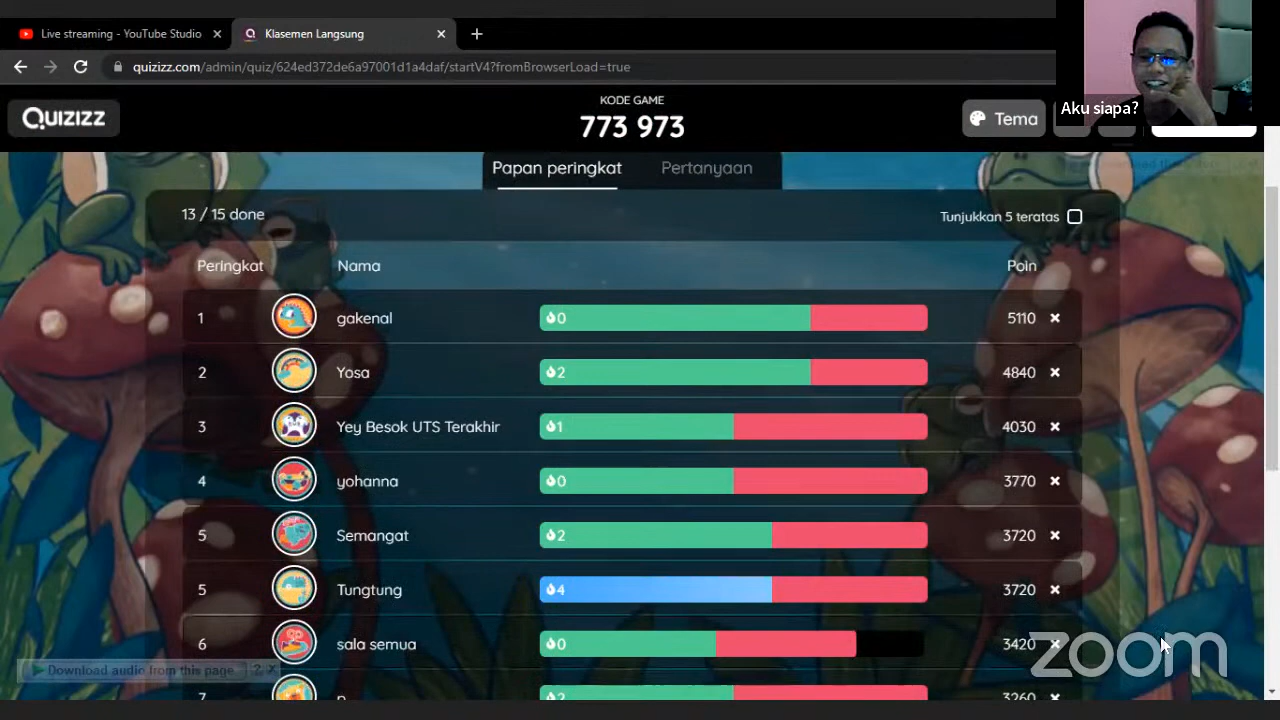 Live streaming - YouTube Studio
Klasemen Langsung
quizizz.com/admin/quiz/624ed372de6a97001d1a4daf/startV4?fromBrowserLoad=true
Aku siapa?
QUIZIZZ
KODE GAME
773 973
Tema
Papan peringkat
Pertanyaan
13 / 15 done
Tunjukkan 5 teratas
Peringkat Nama Poin
1 gakenal 0 5110
2 Yosa 2 4840
3 Yey Besok UTS Terakhir 1 4030
4 yohanna 0 3770
5 Semangat 2 3720
5 Tungtung 4 3720
6 sala semua 0 3420
Download audio from this page ? x
zoom
7 2 3260